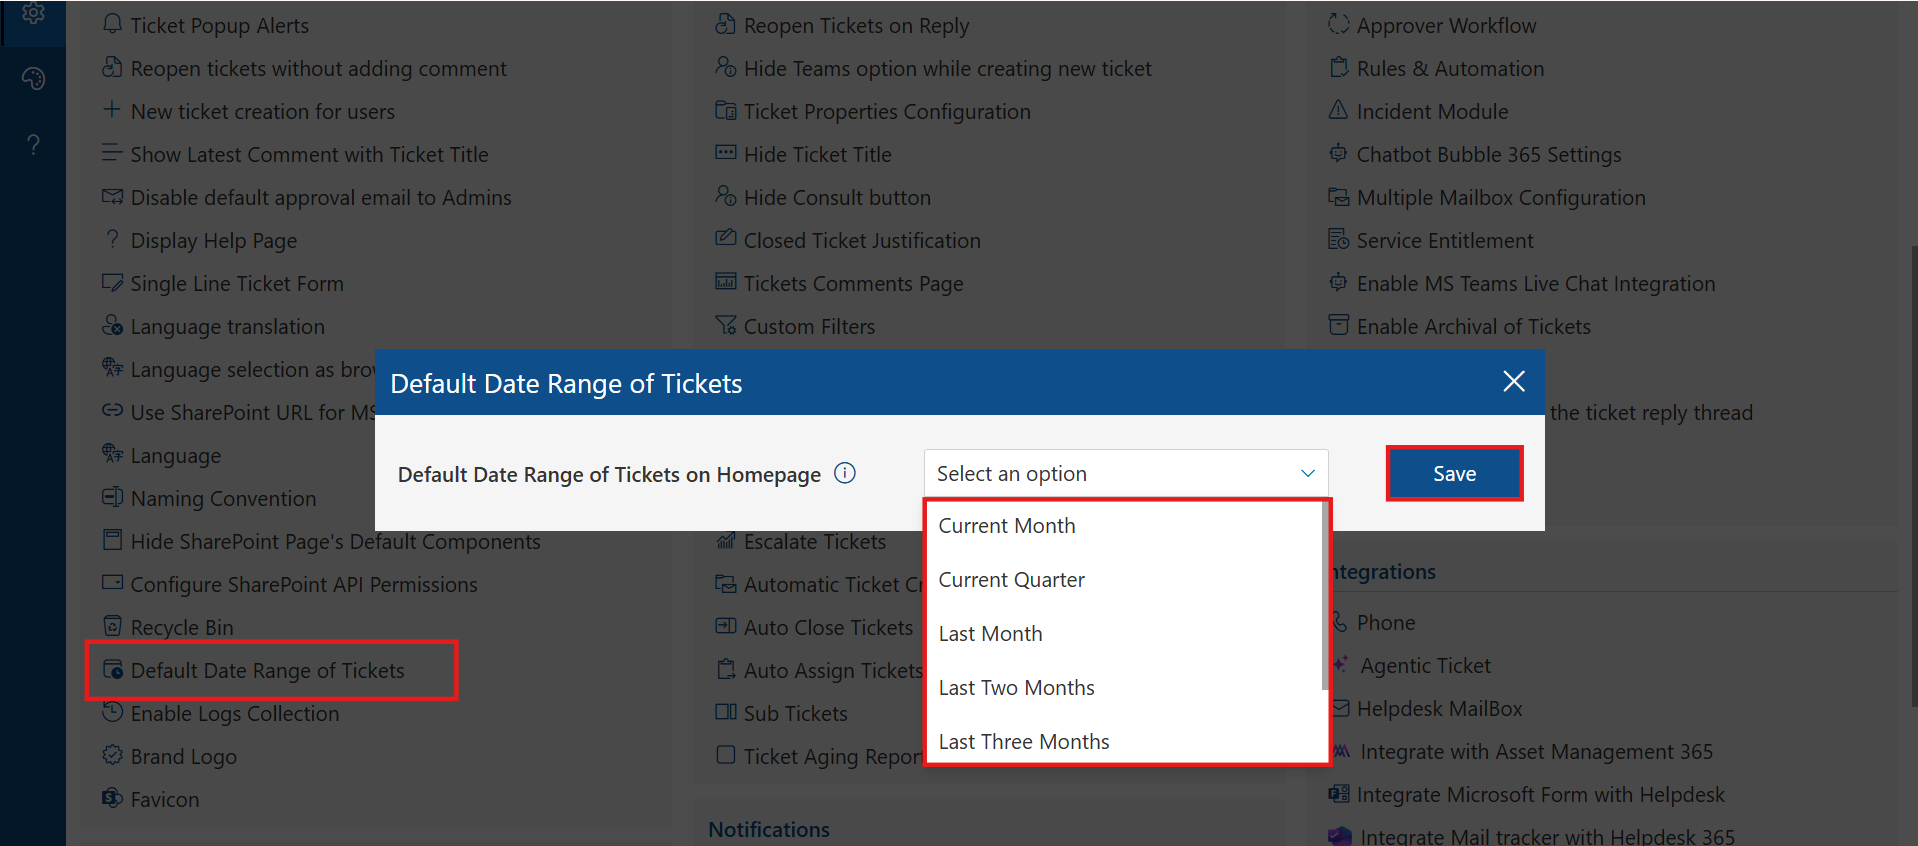 Ticket Popup Alerts
Reopen tickets without adding comment
New ticket creation for users
Show Latest Comment with Ticket Title
Disable default approval email to Admins
Display Help Page
Single Line Ticket Form
Language translation
Language selection as brow
Use SharePoint URL for MS
Language
Naming Convention
Hide SharePoint Page's Default Components
Configure SharePoint API Permissions
Recycle Bin
Default Date Range of Tickets
Enable Logs Collection
Brand Logo
Favicon
Reopen Tickets on Reply
Hide Teams option while creating new ticket
Ticket Properties Configuration
Hide Ticket Title
Hide Consult button
Closed Ticket Justification
Tickets Comments Page
Custom Filters
Escalate Tickets
Automatic Ticket Cr
Auto Close Tickets
Auto Assign Tickets
Sub Tickets
Ticket Aging Repor
Notifications
Approver Workflow
Rules & Automation
Incident Module
Chatbot Bubble 365 Settings
Multiple Mailbox Configuration
Service Entitlement
Enable MS Teams Live Chat Integration
Enable Archival of Tickets
the ticket reply thread
ntegrations
Phone
Agentic Ticket
Helpdesk MailBox
Integrate with Asset Management 365
Integrate Microsoft Form with Helpdesk
Integrate Mail tracker with Helpdesk 365
Default Date Range of Tickets
Default Date Range of Tickets on Homepage
Select an option
Save
Current Month
Current Quarter
Last Month
Last Two Months
Last Three Months